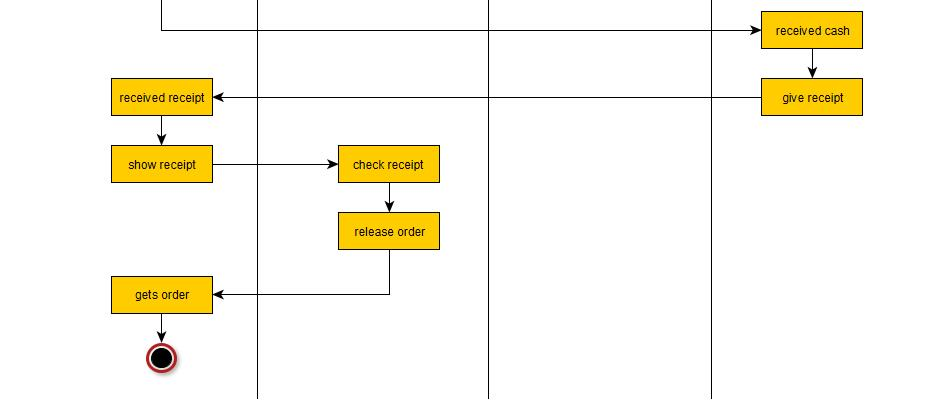 received cash
received receipt
give receipt
show receipt
check receipt
release order
gets order